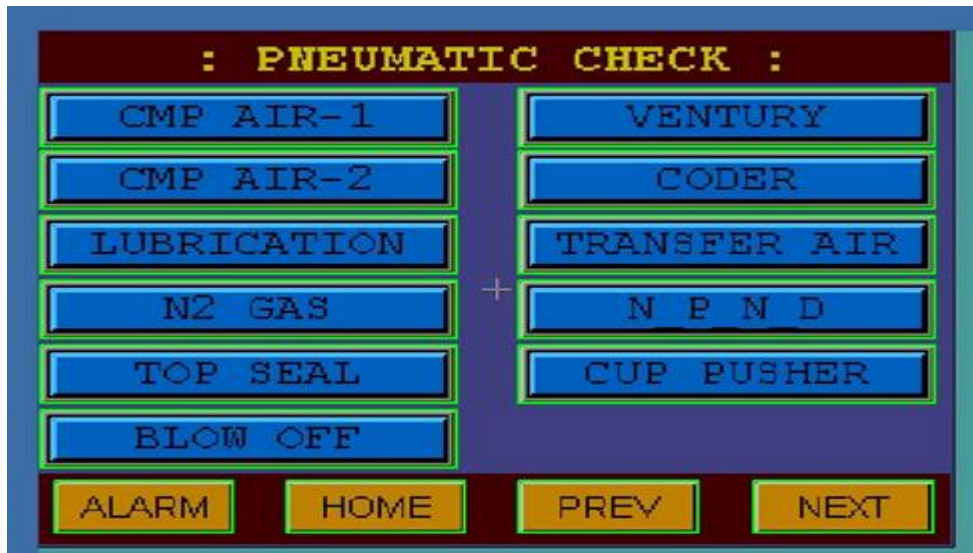 : PNEUMATIC CHECK :
CMP AIR-1
VENTURY
CMP AIR-2
CODER
LUBRICATION
TRANSFER AIR
N2 GAS
N_P_N_D
TOP SEAL
CUP PUSHER
BLOW OFF
ALARM HOME PREV NEXT